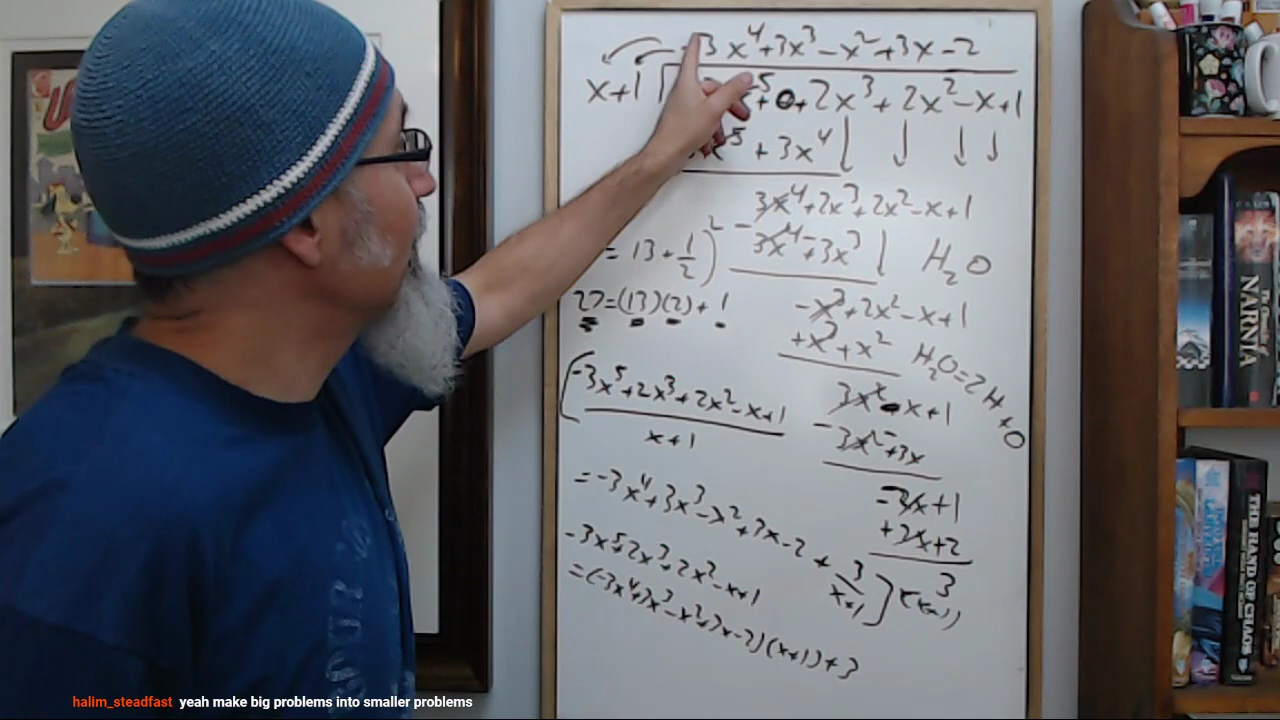 -3x⁴+3x³-x²+3x-2
x+1
x⁵+0+2x³+2x²-x+1
x⁵+3x⁴
3x⁴+2x³+2x²-x+1
-3x⁴+3x³
H₂O
= 13+1/2)²
27=(13)(2)+1
-x³+2x²-x+1
+x³+x²
H₂O=2H+O
(-3x⁵+2x³+2x²-x+1
x+1
3x²-x+1
-3x²+3x
-3x+1
+2x+2
3
=-3x⁴+3x³-x²+3x-2+3/x+1](x+1)
-3x⁵+2x³+2x²-x+1
=(-3x⁴+3x³-x²+3x-2)(x+1)+3
NARNIA
THE HAND OF CHAOS
halim_steadfast yeah make big problems into smaller problems